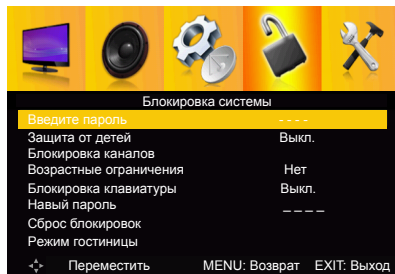 Блокировка системы
Введите пароль - - - -
Защита от детей Выкл.
Блокировка каналов
Возрастные ограничения Нет
Блокировка клавиатуры Выкл.
Навый пароль _ _ _ _
Сброс блокировок
Режим гостиницы
Переместить MENU: Возврат EXIT: Выход